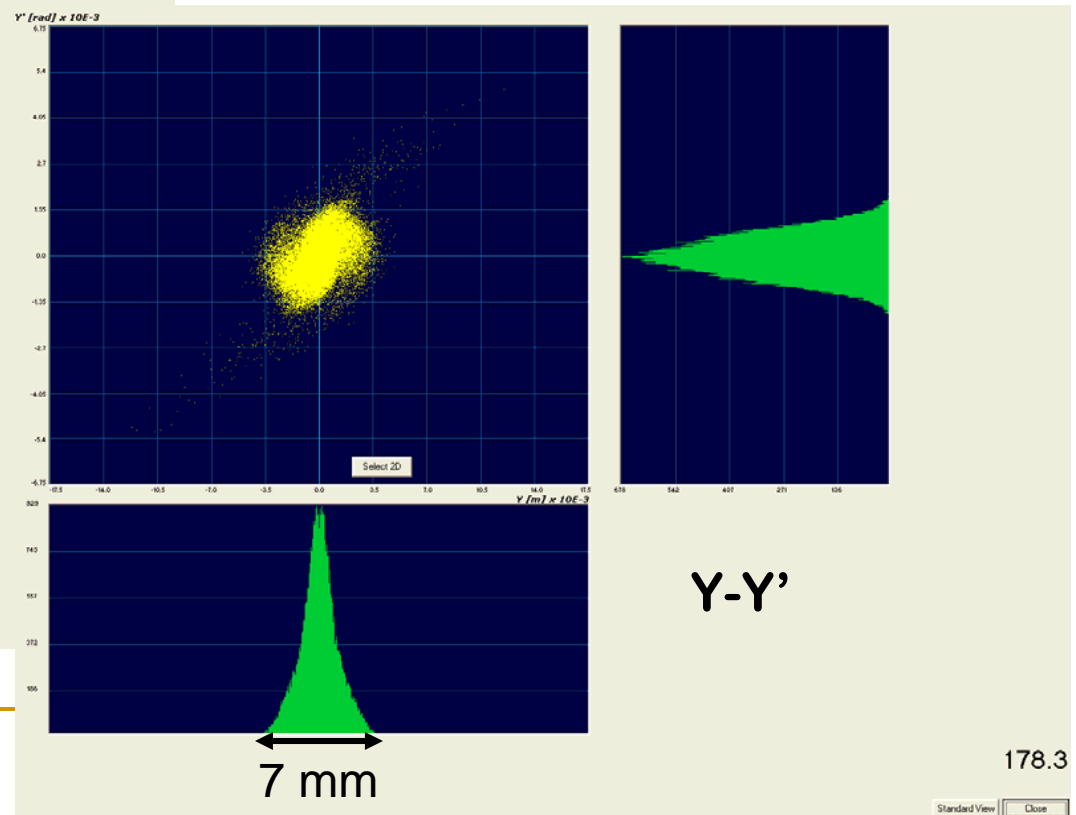 Y' [rad] x 10E-3
6.75
5.4
4.05
2.7
1.35
0.0
-1.35
-2.7
-4.05
-5.4
-6.75
Select 2D
-17.5 -14.0 -10.5 -7.0 -3.5 0.0 3.5 7.0 10.5 14.0 17.5
678 542 407 271 136
Y [m] x 10E-3
929
743
557
372
186
Y-Y’
7 mm
178.3
Standard View Close